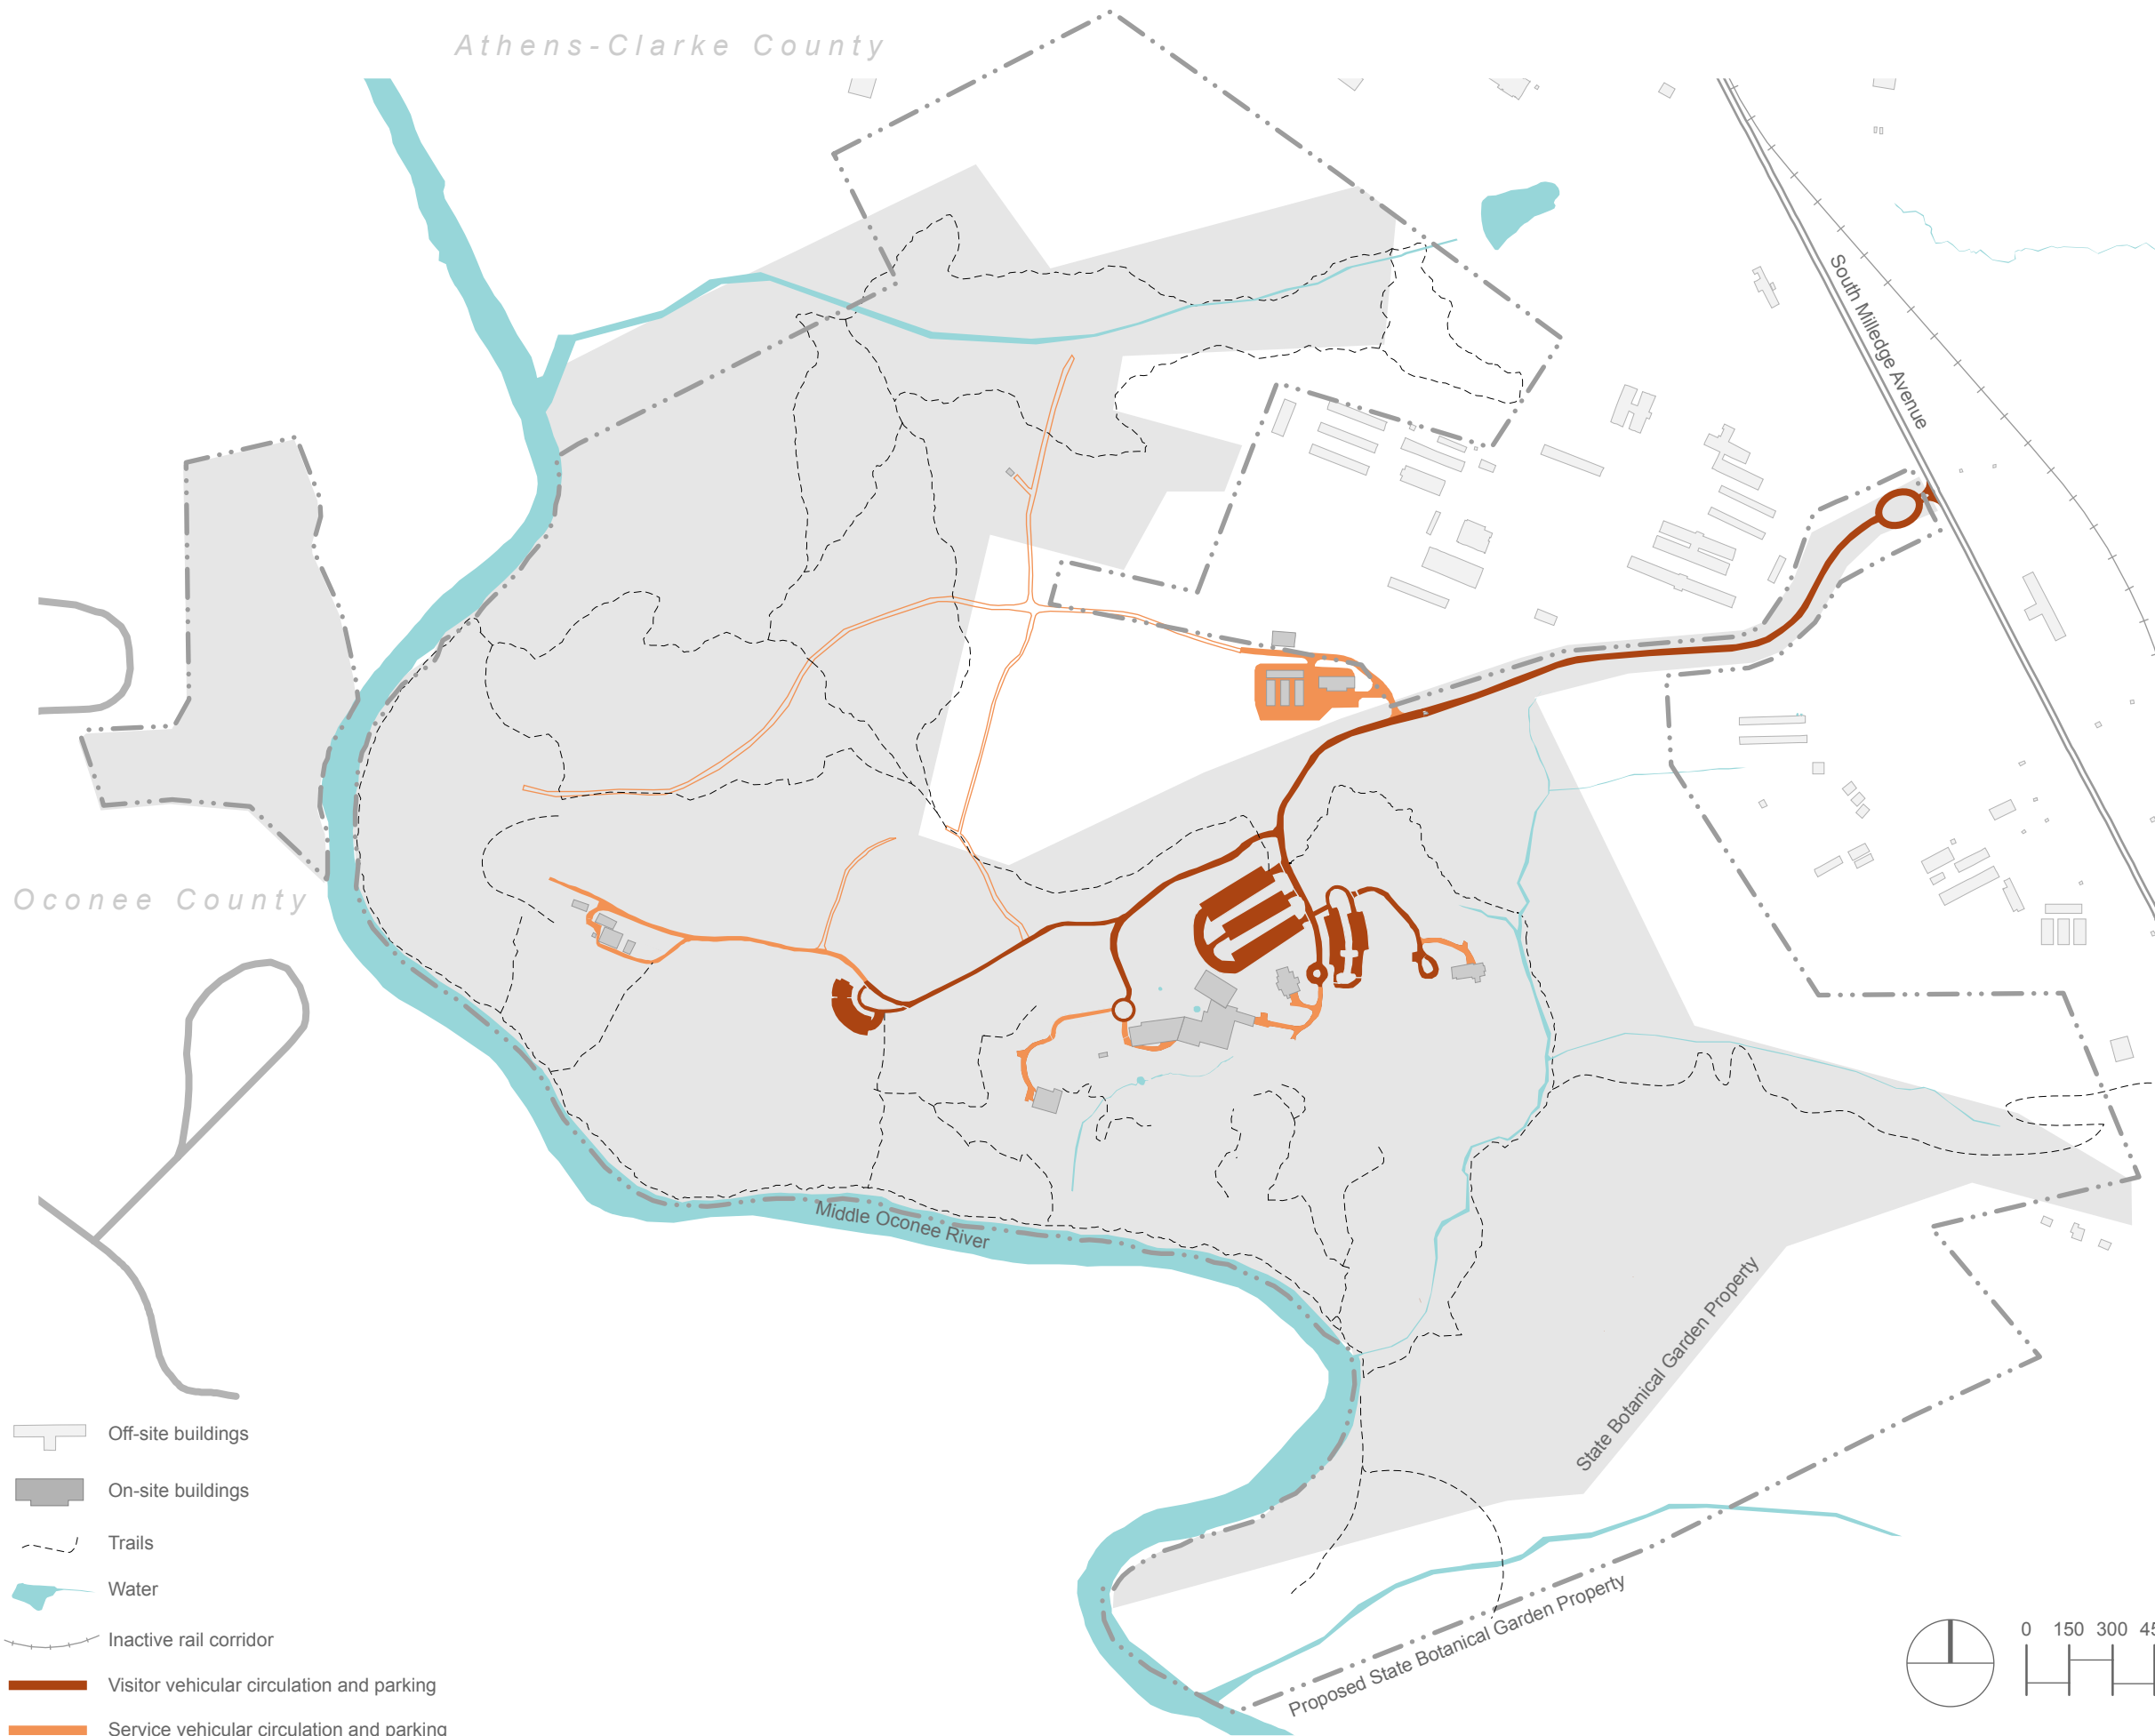 Athens-Clarke County
South Milledge Avenue
Oconee County
Middle Oconee River
State Botanical Garden Property
Proposed State Botanical Garden Property
Off-site buildings
On-site buildings
Trails
Water
Inactive rail corridor
Visitor vehicular circulation and parking
Service vehicular circulation and parking
0 150 300